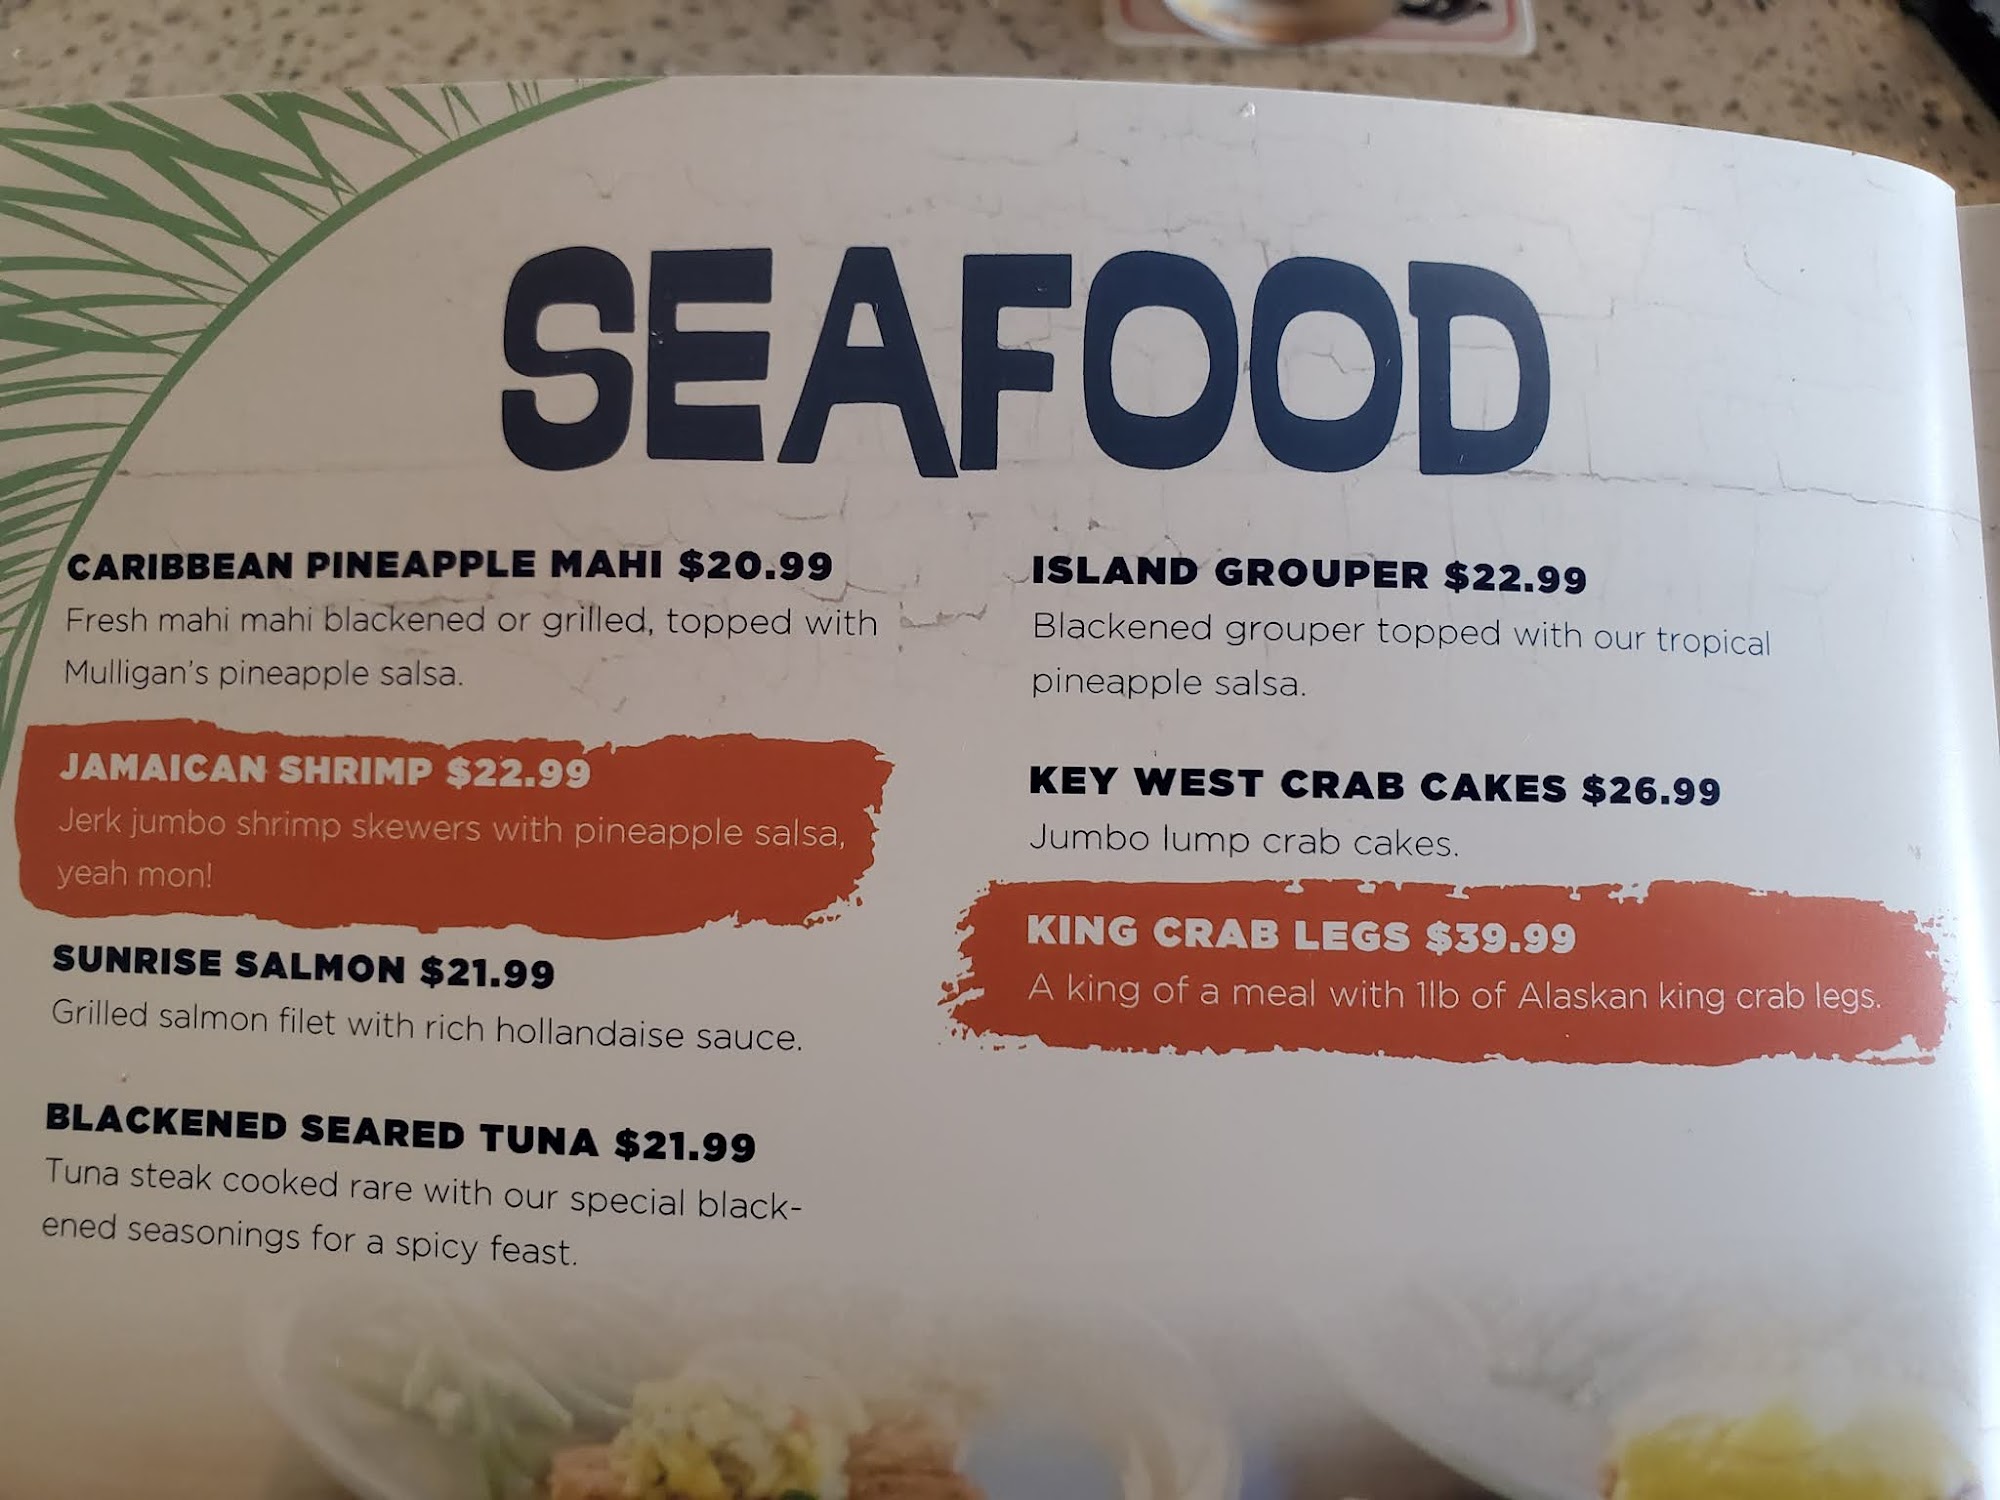 SEAFOOD
CARIBBEAN PINEAPPLE MAHI $20.99
Fresh mahi mahi blackened or grilled, topped with
Mulligan's pineapple salsa.
JAMAICAN SHRIMP $22.99
Jerk jumbo shrimp skewers with pineapple salsa,
yeah mon!
SUNRISE SALMON $21.99
Grilled salmon filet with rich hollandaise sauce.
BLACKENED SEARED TUNA $21.99
Tuna steak cooked rare with our special black-
ened seasonings for a spicy feast.
ISLAND GROUPER $22.99
Blackened grouper topped with our tropical
pineapple salsa.
KEY WEST CRAB CAKES $26.99
Jumbo lump crab cakes.
KING CRAB LEGS $39.99
A king of a meal with 1lb of Alaskan king crab legs.